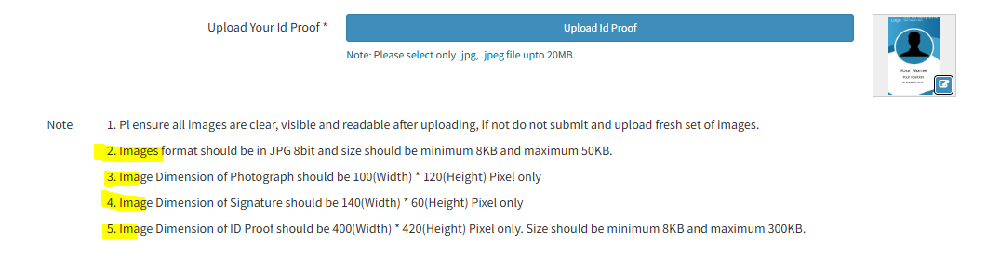 Upload Your Id Proof *
Upload Id Proof
Note: Please select only .jpg, .jpeg file upto 20MB.
Your Name
Your Position
Note
1. Pl ensure all images are clear, visible and readable after uploading, if not do not submit and upload fresh set of images.
2. Images format should be in JPG 8bit and size should be minimum 8KB and maximum 50KB.
3. Image Dimension of Photograph should be 100(Width) * 120(Height) Pixel only
4. Image Dimension of Signature should be 140(Width) * 60(Height) Pixel only
5. Image Dimension of ID Proof should be 400(Width) * 420(Height) Pixel only. Size should be minimum 8KB and maximum 300KB.